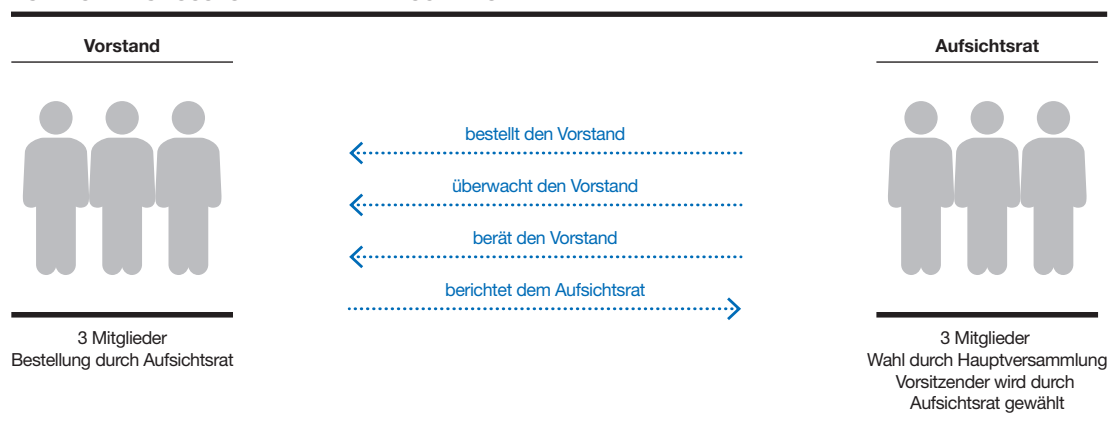 Vorstand
Aufsichtsrat
bestellt den Vorstand
überwacht den Vorstand
berät den Vorstand
berichtet dem Aufsichtsrat
3 Mitglieder
Bestellung durch Aufsichtsrat
3 Mitglieder
Wahl durch Hauptversammlung
Vorsitzender wird durch
Aufsichtsrat gewählt